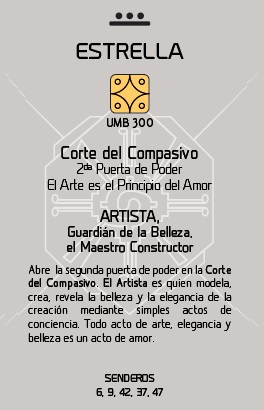 ESTRELLA
UMB 300
Corte del Compasivo
2da Puerta de Poder
El Arte es el Principio del Amor
ARTISTA,
Guardián de la Belleza,
el Maestro Constructor
Abre la segunda puerta de poder en la Corte
del Compasivo. El Artista es quien modela,
crea, revela la belleza y la elegancia de la
creación mediante simples actos de
conciencia. Todo acto de arte, elegancia y
belleza es un acto de amor.
SENDEROS
6, 9, 42, 37, 47